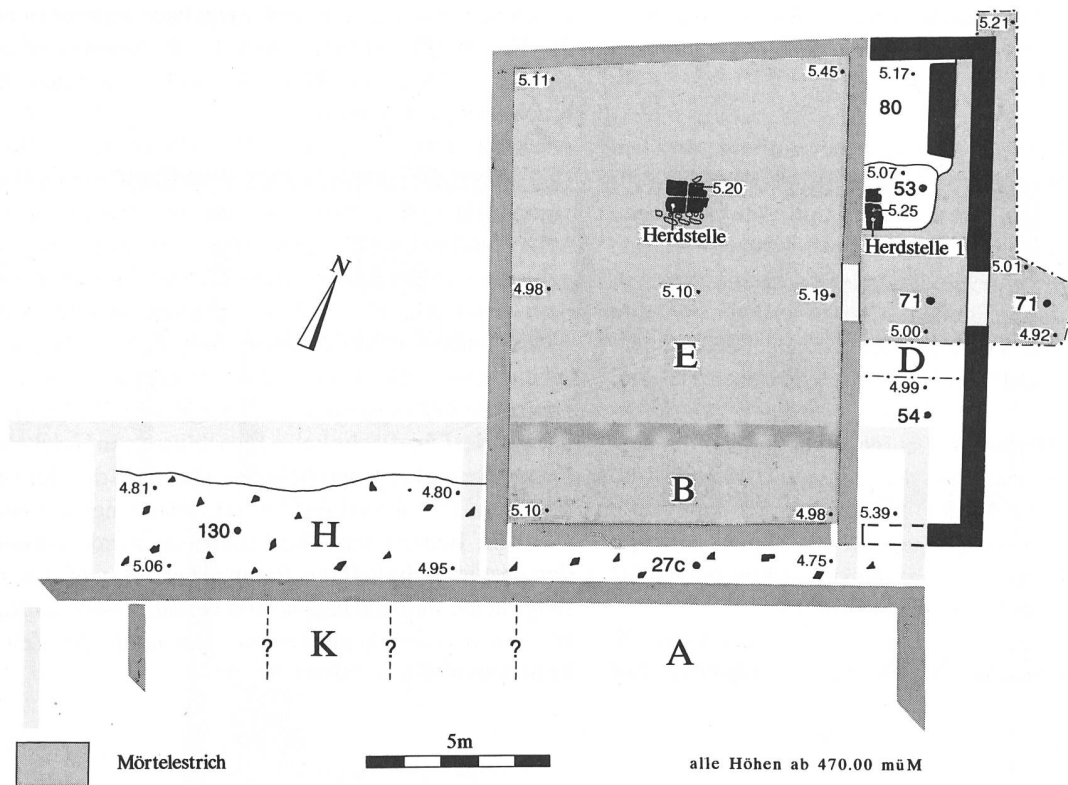 5.21
5.11
5.45
5.17
80
5.07
53
5.20
5.25
Herdstelle
Herdstelle 1
N
5.01
4.98
5.10
5.19
71
71
5.00
4.92
E
D
4.99
54
4.81
4.80
B
5.10
4.98
5.39
130
H
5.06
4.95
27c
4.75
?
K
?
?
A
5m
Mörtelestrich
alle Höhen ab 470.00 müM